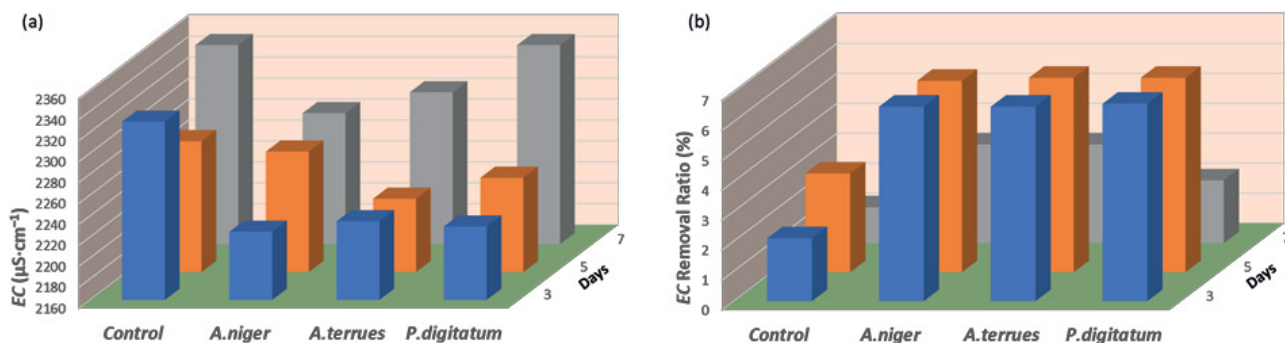 (a)
2360
2340
2320
2300
2280
2260
2240
2220
2200
2180
2160
EC (µS·cm⁻¹)
Control
A.niger
A.terrues
P.digitatum
3
5
7
Days
(b)
7
6
5
4
3
2
1
0
EC Removal Ratio (%)
Control
A.niger
A.terrues
P.digitatum
3
5
Days